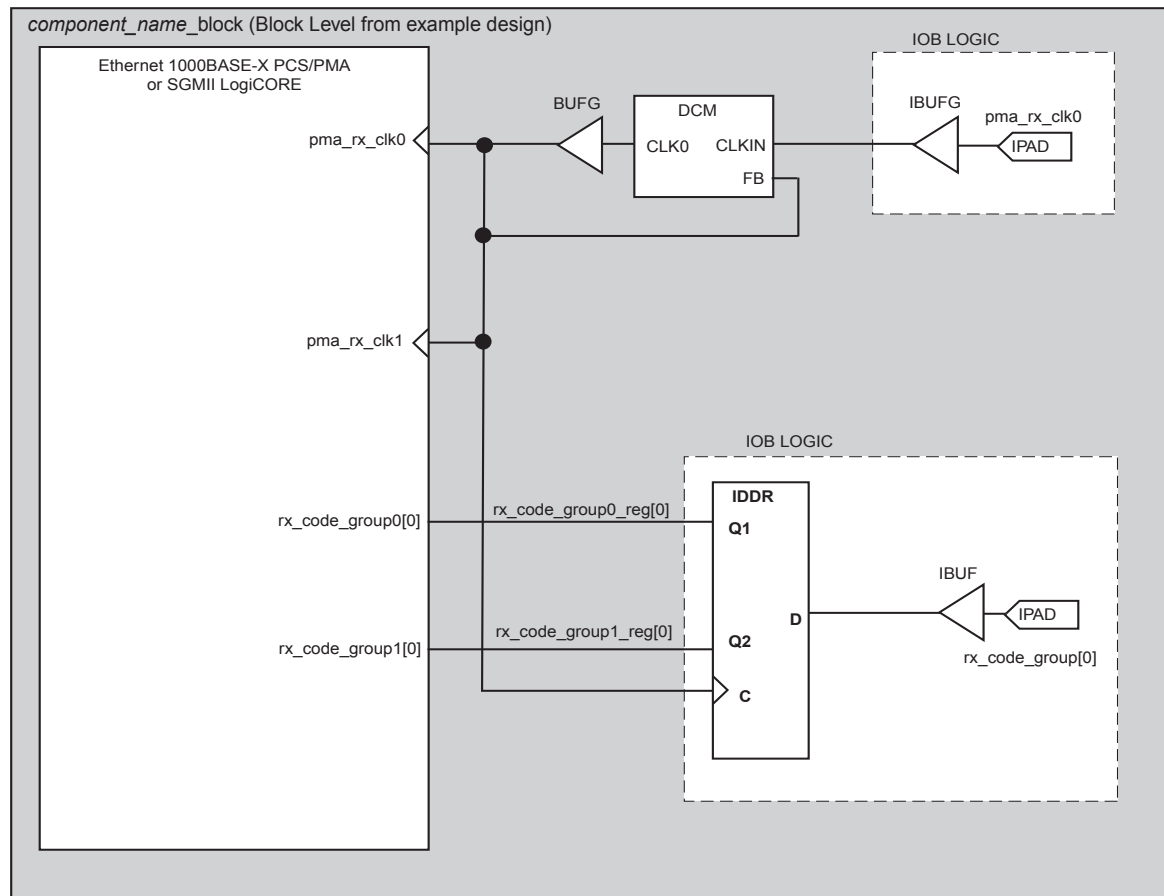 component_name_block (Block Level from example design)
Ethernet 1000BASE-X PCS/PMA
or SGMII LogiCORE
IOB LOGIC
BUFG
DCM
IBUFG
pma_rx_clk0
pma_rx_clk0
CLK0
CLKIN
IPAD
FB
pma_rx_clk1
IOB LOGIC
IDDR
rx_code_group0[0]
rx_code_group0_reg[0]
Q1
IBUF
D
IPAD
rx_code_group1[0]
rx_code_group1_reg[0]
Q2
rx_code_group[0]
C